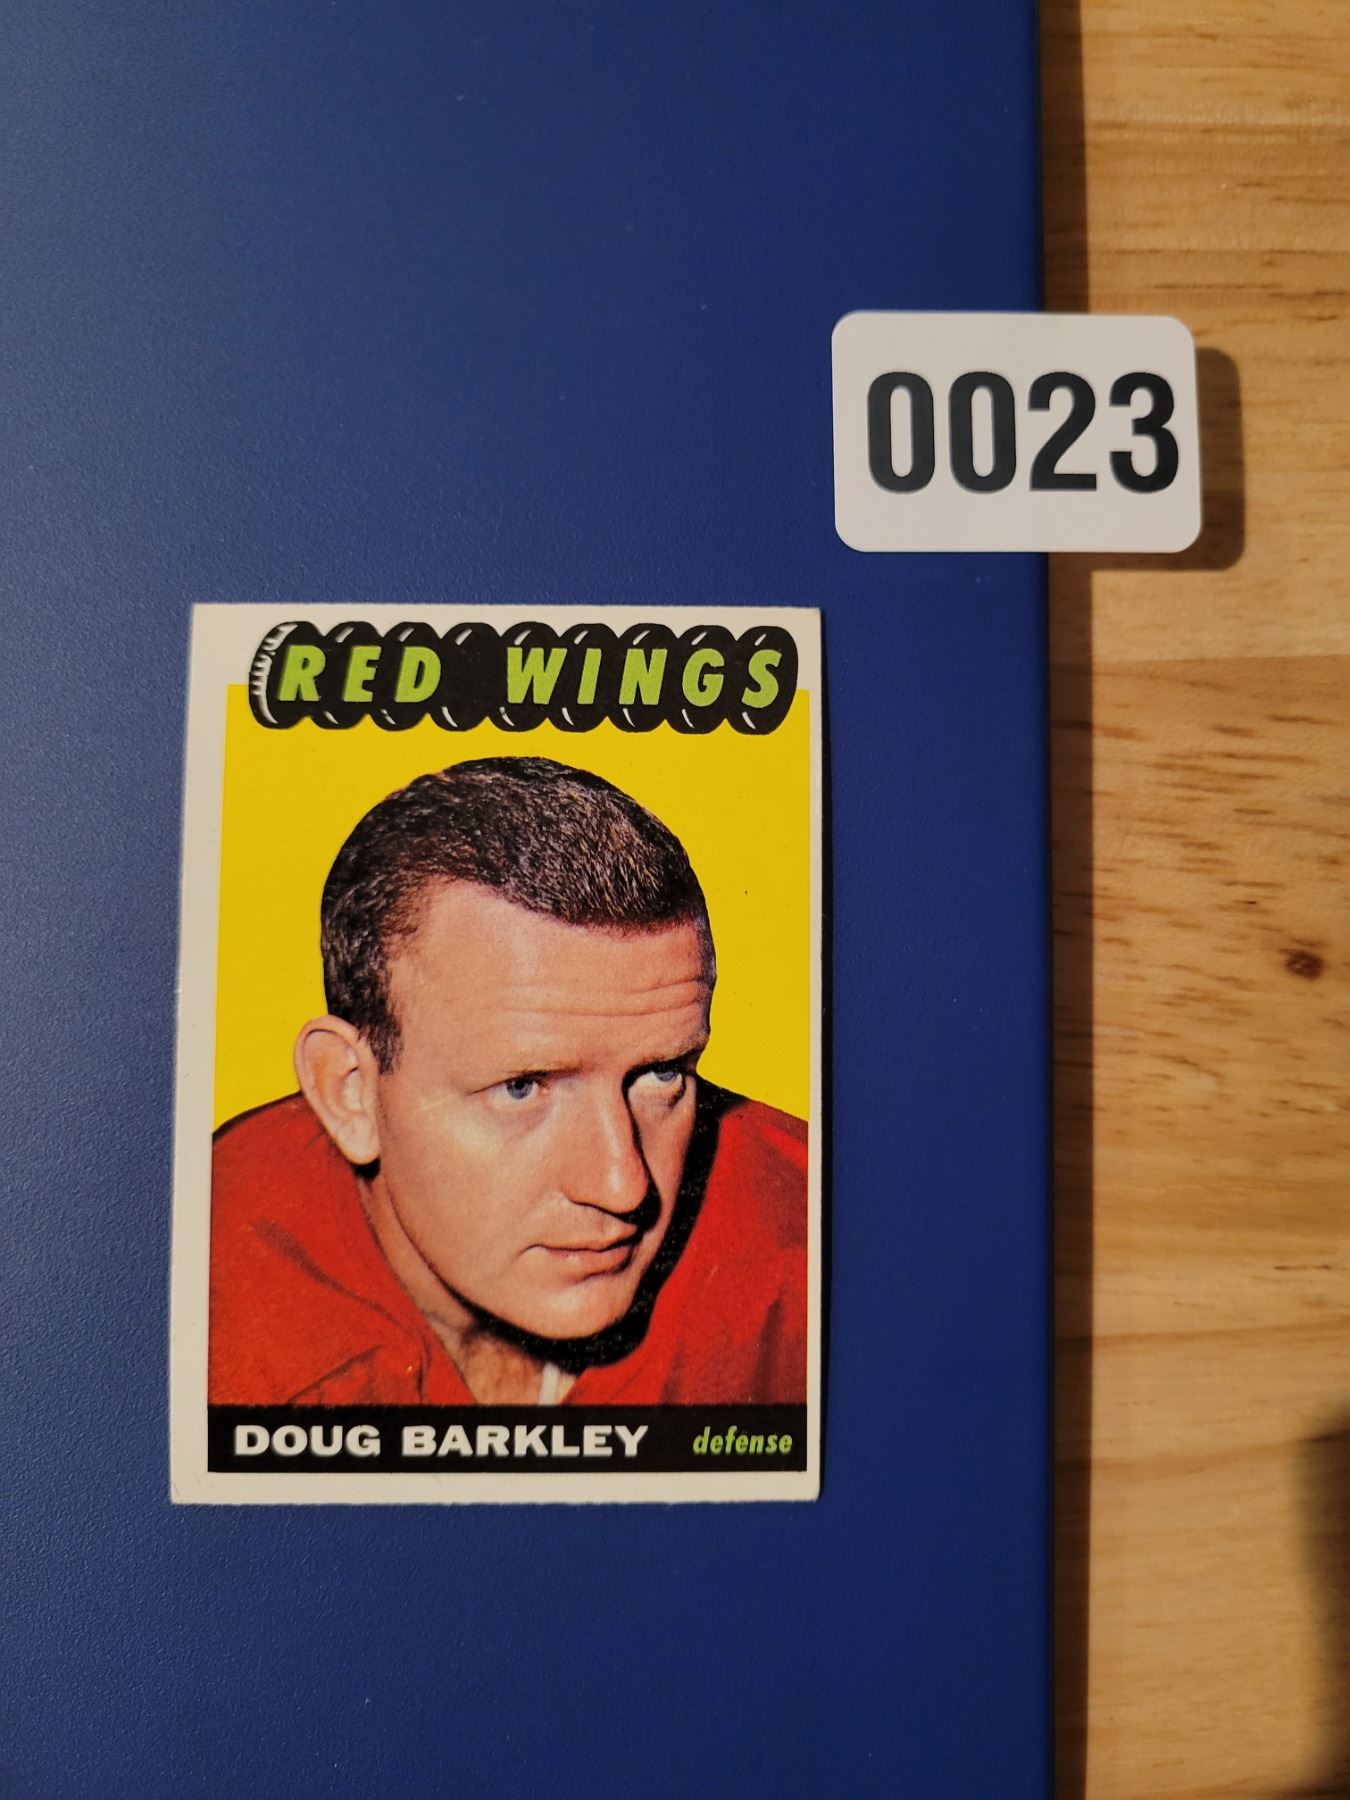 0023
RED WINGS
DOUG BARKLEY defense